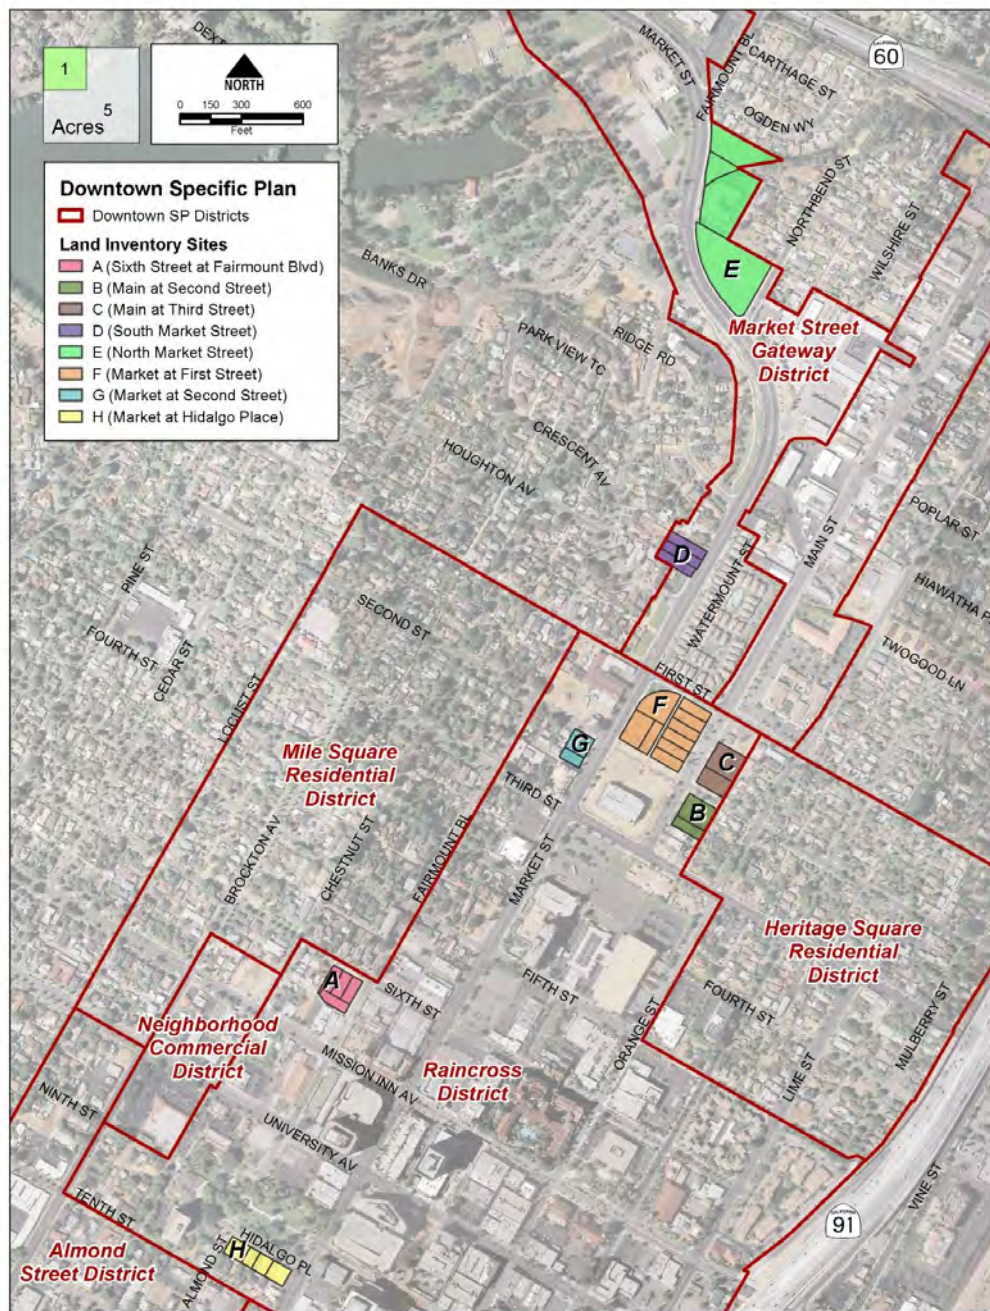 1
5
Acres
NORTH
0 150 300 600
Feet
Downtown Specific Plan
Downtown SP Districts
Land Inventory Sites
A (Sixth Street at Fairmount Blvd)
B (Main at Second Street)
C (Main at Third Street)
D (South Market Street)
E (North Market Street)
F (Market at First Street)
G (Market at Second Street)
H (Market at Hidalgo Place)
MARKET ST
FAIRMOUNT BL
CARTHAGE ST
CALIFORNIA
60
OGDEN WY
NORTHBEND ST
WILSHIRE ST
BANKS DR
E
Market Street
Gateway
District
PARK VIEW TC
RIDGE RD
CRESCENT AV
HOUGHTON AV
POPLAR ST
MAIN ST
D
WATERMOUNT ST
HIAWATHA P
TWOGOOD LN
PINE ST
FOURTH ST
CEDAR ST
SECOND ST
LOCUST ST
FIRST ST
F
G
C
B
Mile Square
Residential
District
THIRD ST
BROCKTON AV
CHESTNUT ST
FAIRMOUNT BL
MARKET ST
Heritage Square
Residential
District
A
SIXTH ST
FIFTH ST
ORANGE ST
FOURTH ST
MULBERRY ST
LIME ST
Neighborhood
Commercial
District
MISSION INN AV
Raincross
District
NINTH ST
UNIVERSITY AV
VINE ST
CALIFORNIA
91
TENTH ST
Almond
Street District
ALMOND ST
H
HIDALGO PL